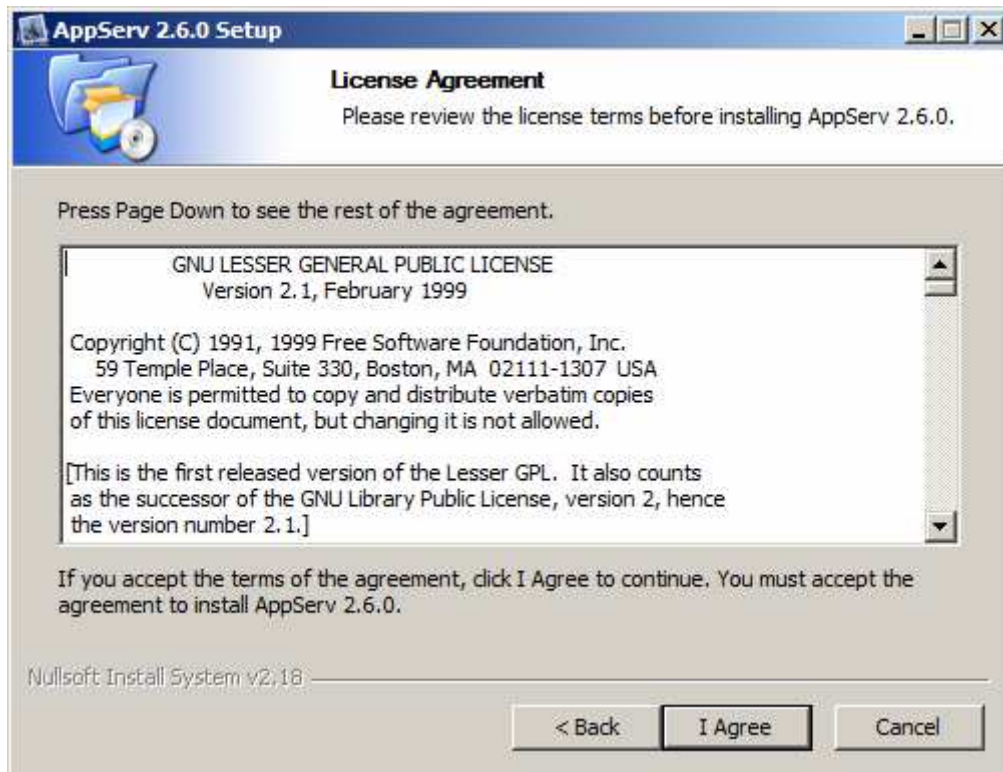 AppServ 2.6.0 Setup
License Agreement
Please review the license terms before installing AppServ 2.6.0.
Press Page Down to see the rest of the agreement.
GNU LESSER GENERAL PUBLIC LICENSE
Version 2.1, February 1999
Copyright (C) 1991, 1999 Free Software Foundation, Inc.
59 Temple Place, Suite 330, Boston, MA  02111-1307  USA
Everyone is permitted to copy and distribute verbatim copies
of this license document, but changing it is not allowed.
[This is the first released version of the Lesser GPL.  It also counts
as the successor of the GNU Library Public License, version 2, hence
the version number 2.1.]
If you accept the terms of the agreement, click I Agree to continue. You must accept the
agreement to install AppServ 2.6.0.
Nullsoft Install System v2.18
< Back
I Agree
Cancel